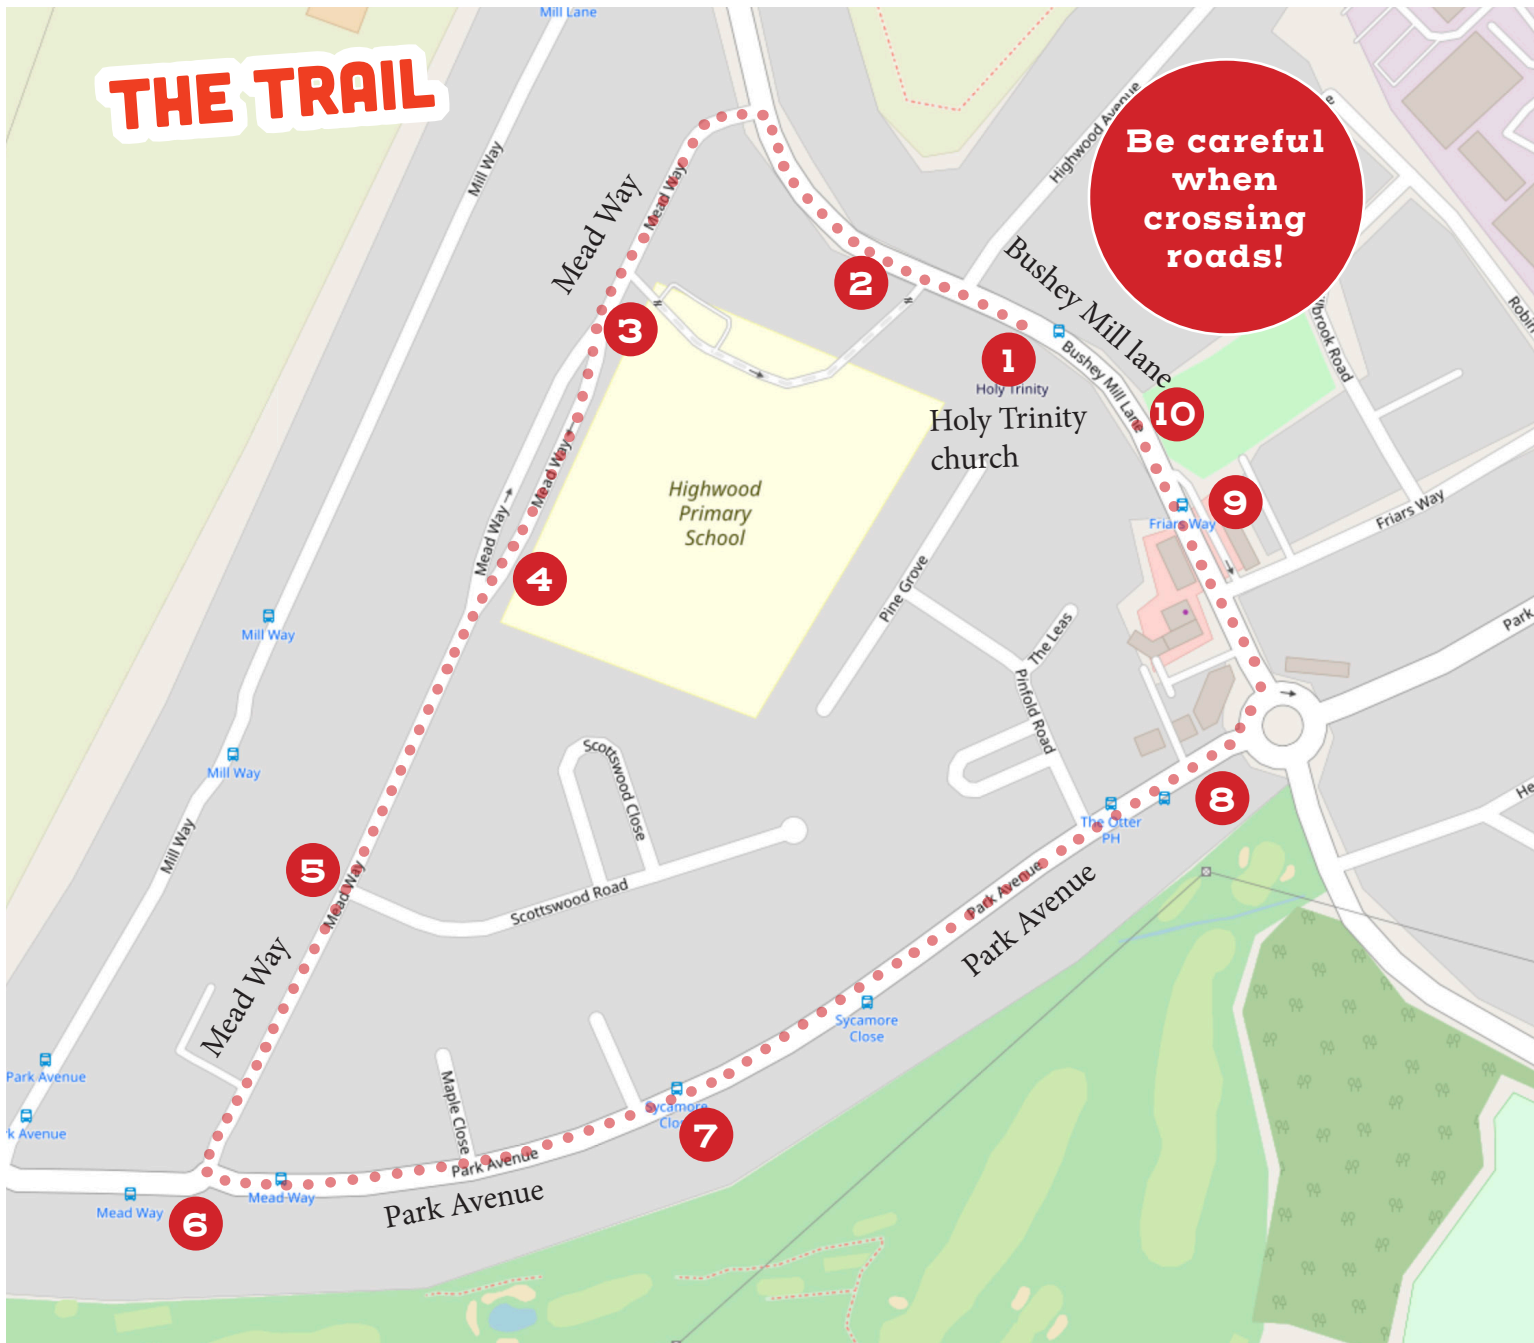 Mill Lane
THE TRAIL
Mill Way
Mead Way
Mead Way
Highwood Avenue
Be careful
when
crossing
roads!
2
Bushey Mill lane
3
1
Holy Trinity
Bushey Mill Lane
10
Holy Trinity
church
Mead Way
Mead Way
Highwood
Primary
School
4
9
Friars Way
Friars Way
Pine Grove
The Leas
Pinfold Road
Park
Mill Way
Mill Way
Scottswood Close
Scottswood Road
Mill Way
5
Mead Way
8
The Otter
PH
Park Avenue
Park Avenue
He
Mead Way
Sycamore
Close
Park Avenue
k Avenue
Maple Close
Sycamore
Clo
7
Park Avenue
Park Avenue
Mead Way
Mead Way
6